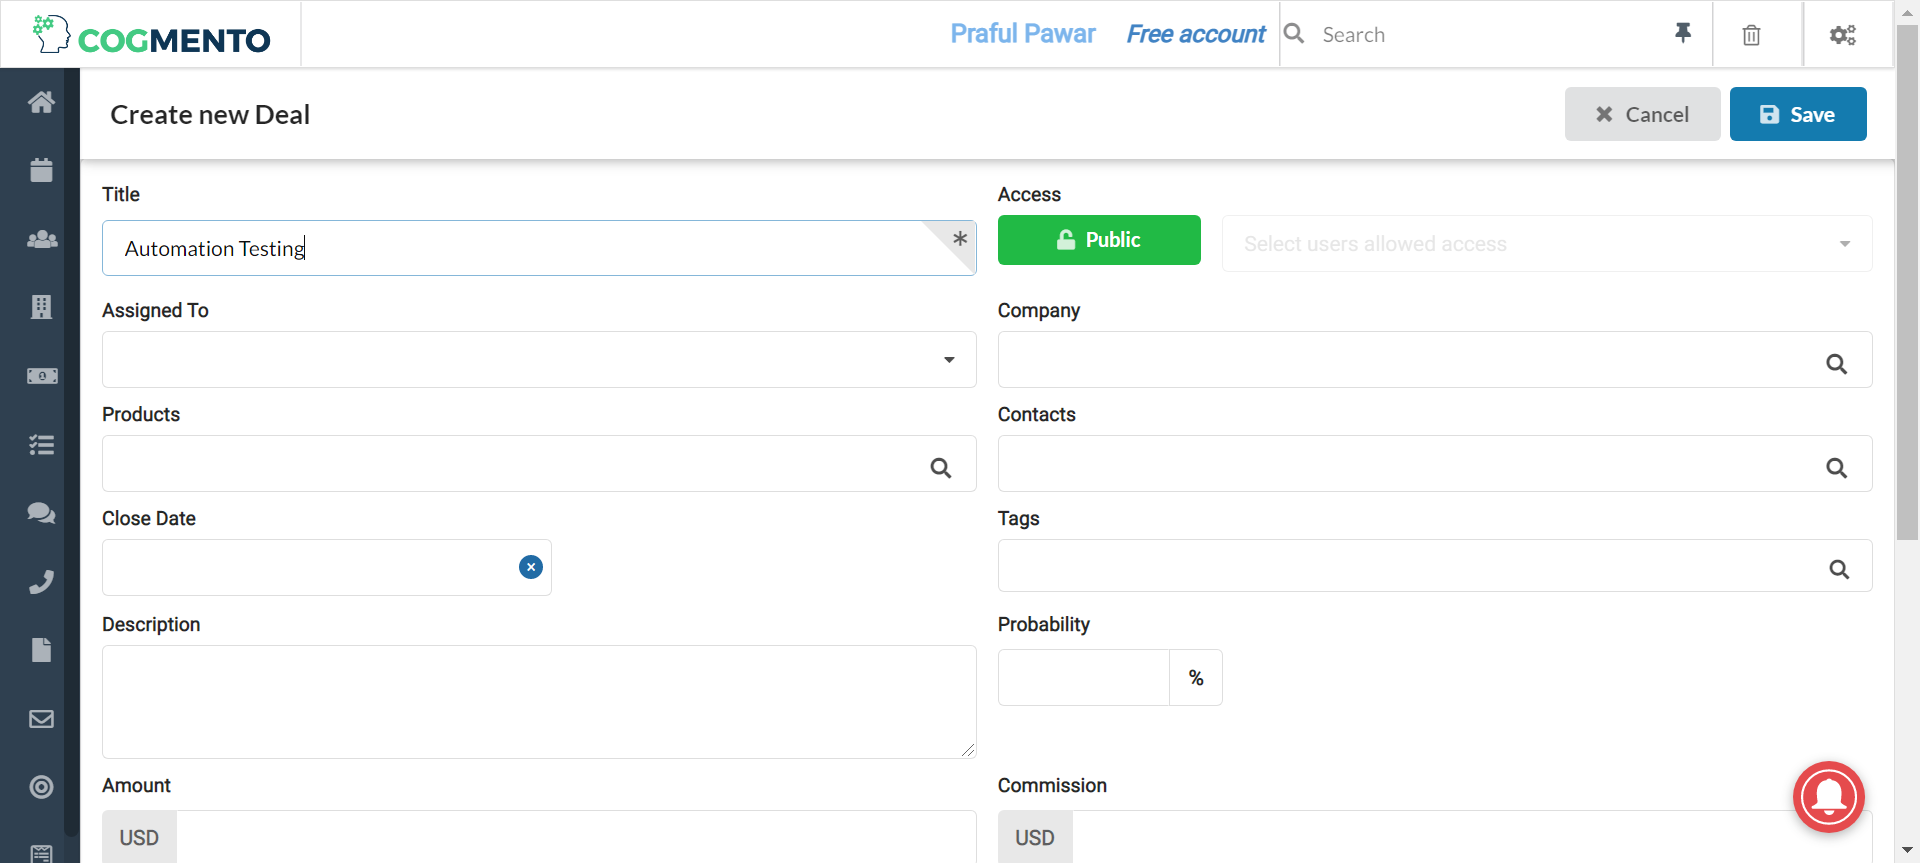 COGMENTO
Praful Pawar Free account Search
Create new Deal
Cancel Save
Title Access
Automation Testing * Public Select users allowed access
Assigned To Company
Products Contacts
Close Date Tags
Description Probability
%
Amount Commission
USD USD